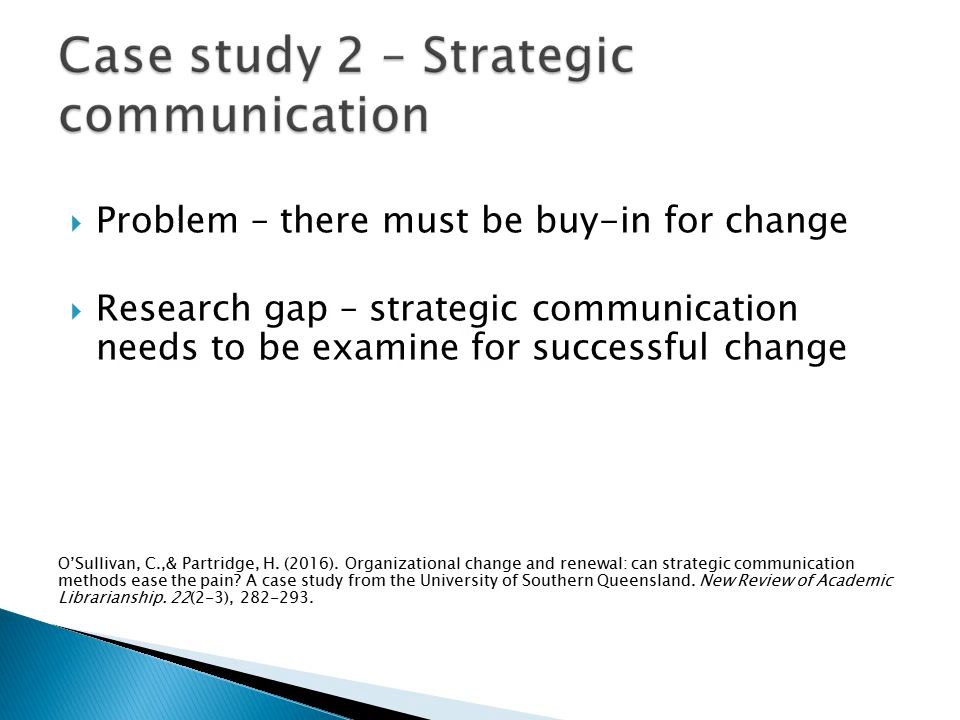 Case study 2 – Strategic
communication
Problem – there must be buy-in for change
Research gap – strategic communication
needs to be examine for successful change
O’Sullivan, C.,& Partridge, H. (2016). Organizational change and renewal: can strategic communication
methods ease the pain? A case study from the University of Southern Queensland. New Review of Academic
Librarianship. 22(2-3), 282-293.